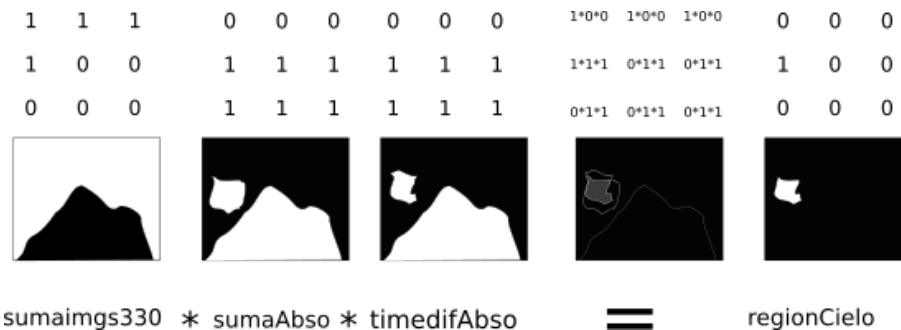 1 1 1 0 0 0 0 0 0 1*0*0 1*0*0 1*0*0 0 0 0
1 0 0 1 1 1 1 1 1 1*1*1 0*1*1 0*1*1 1 0 0
0 0 0 1 1 1 1 1 1 0*1*1 0*1*1 0*1*1 0 0 0
sumaimgs330 * sumaAbso * timedifAbso = regionCielo